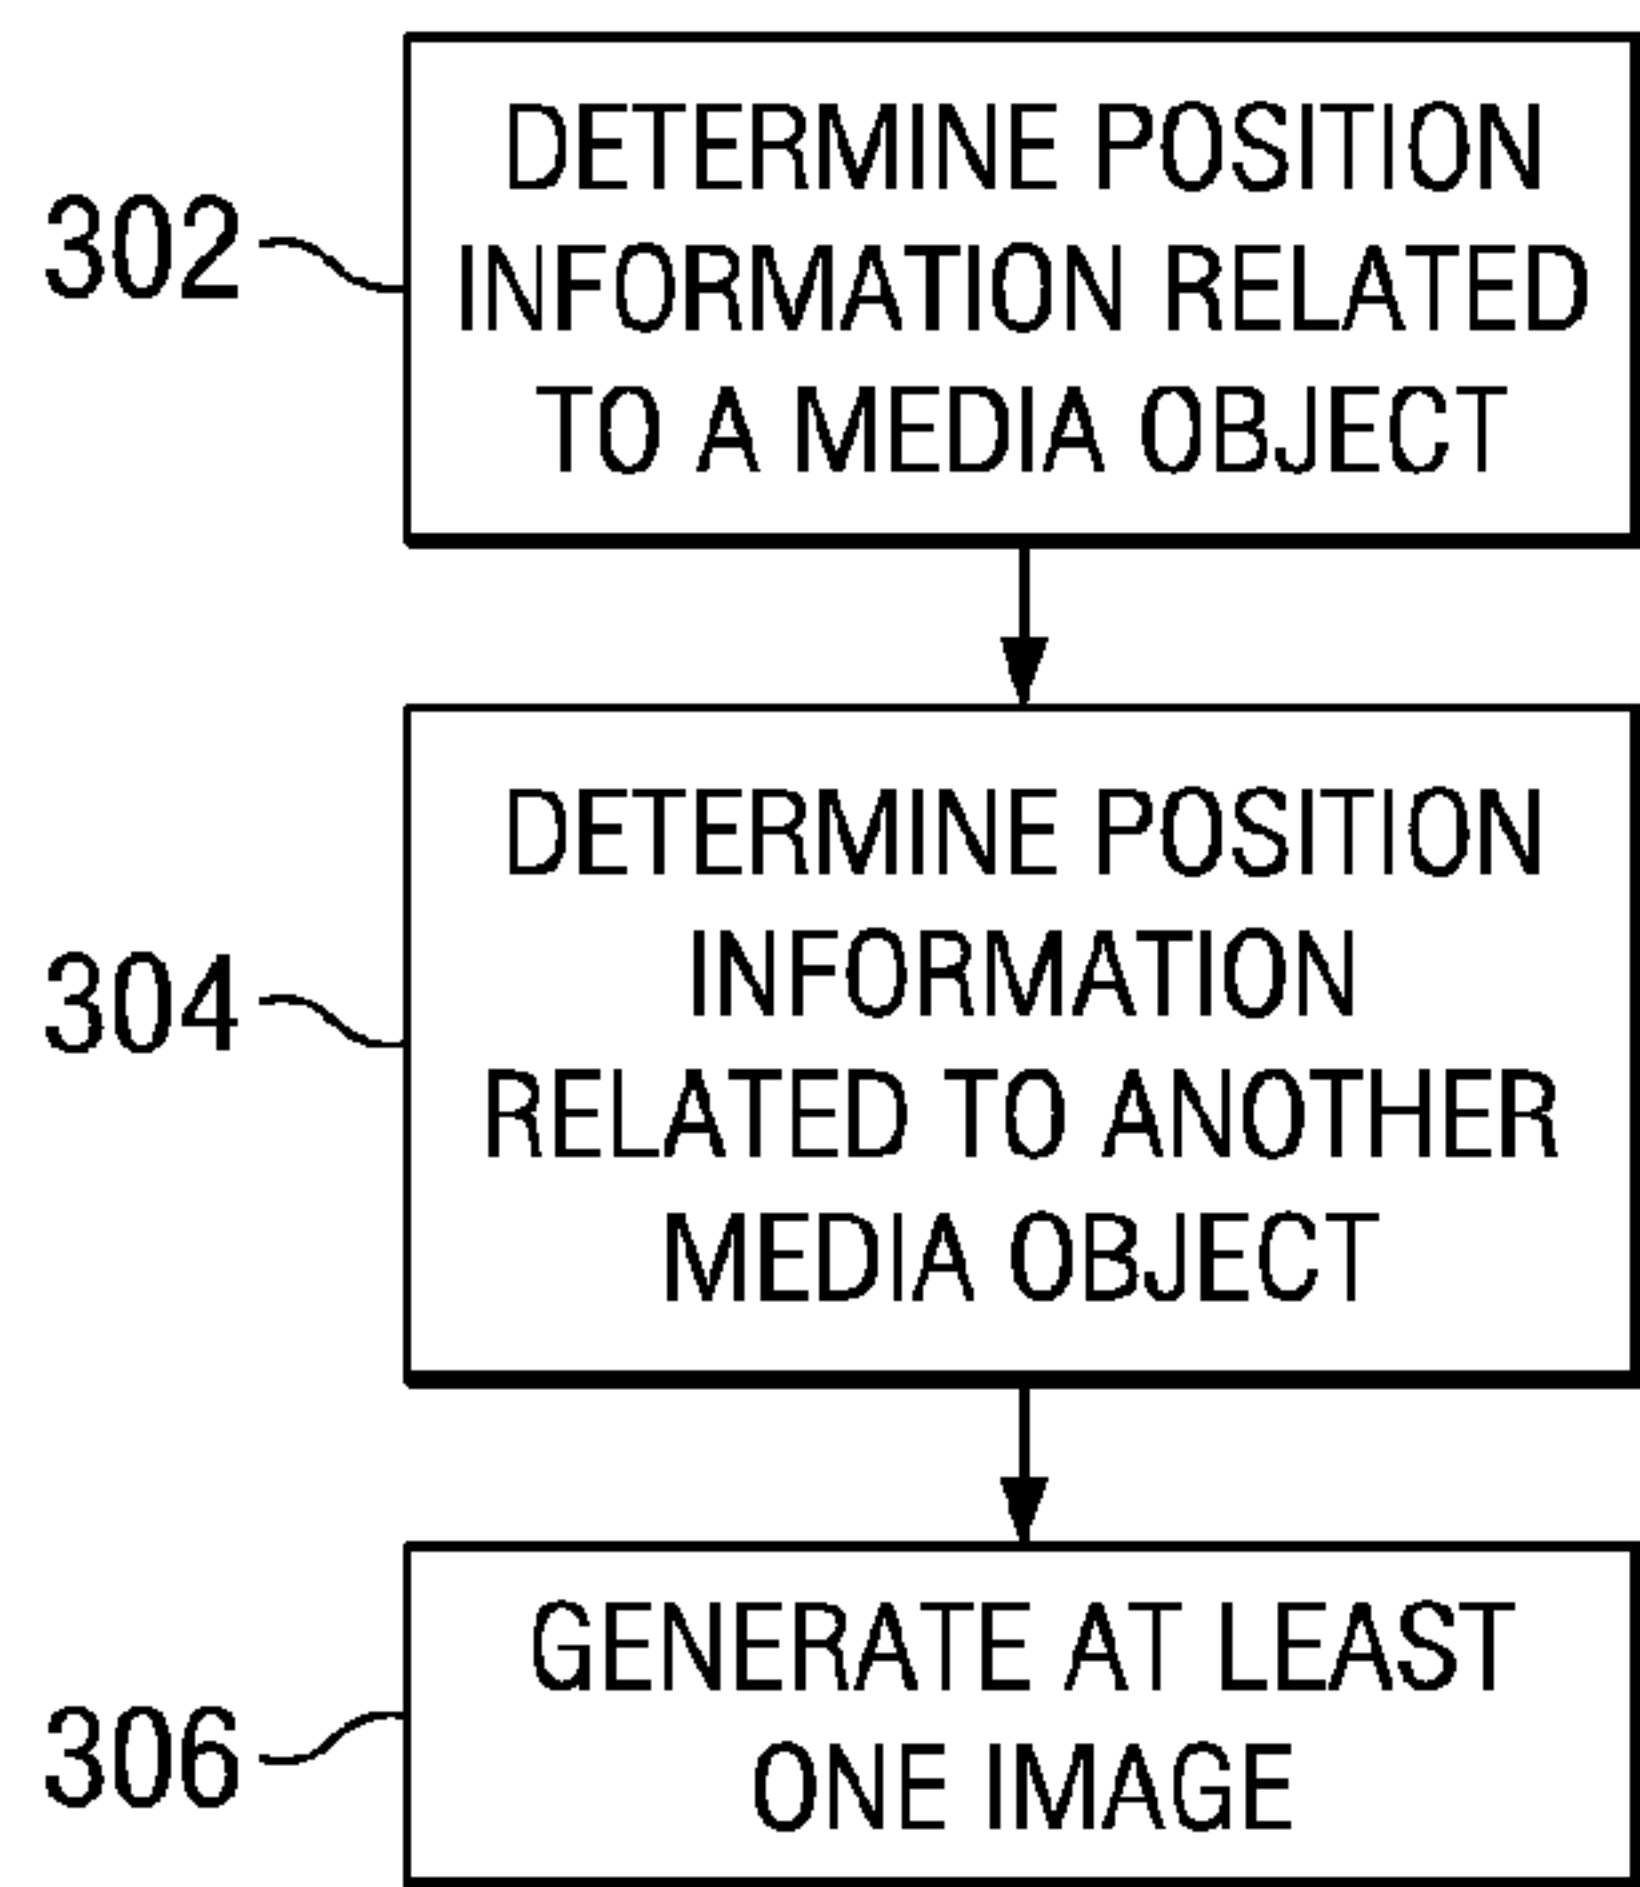 302
DETERMINE POSITION
INFORMATION RELATED
TO A MEDIA OBJECT
304
DETERMINE POSITION
INFORMATION
RELATED TO ANOTHER
MEDIA OBJECT
306
GENERATE AT LEAST
ONE IMAGE